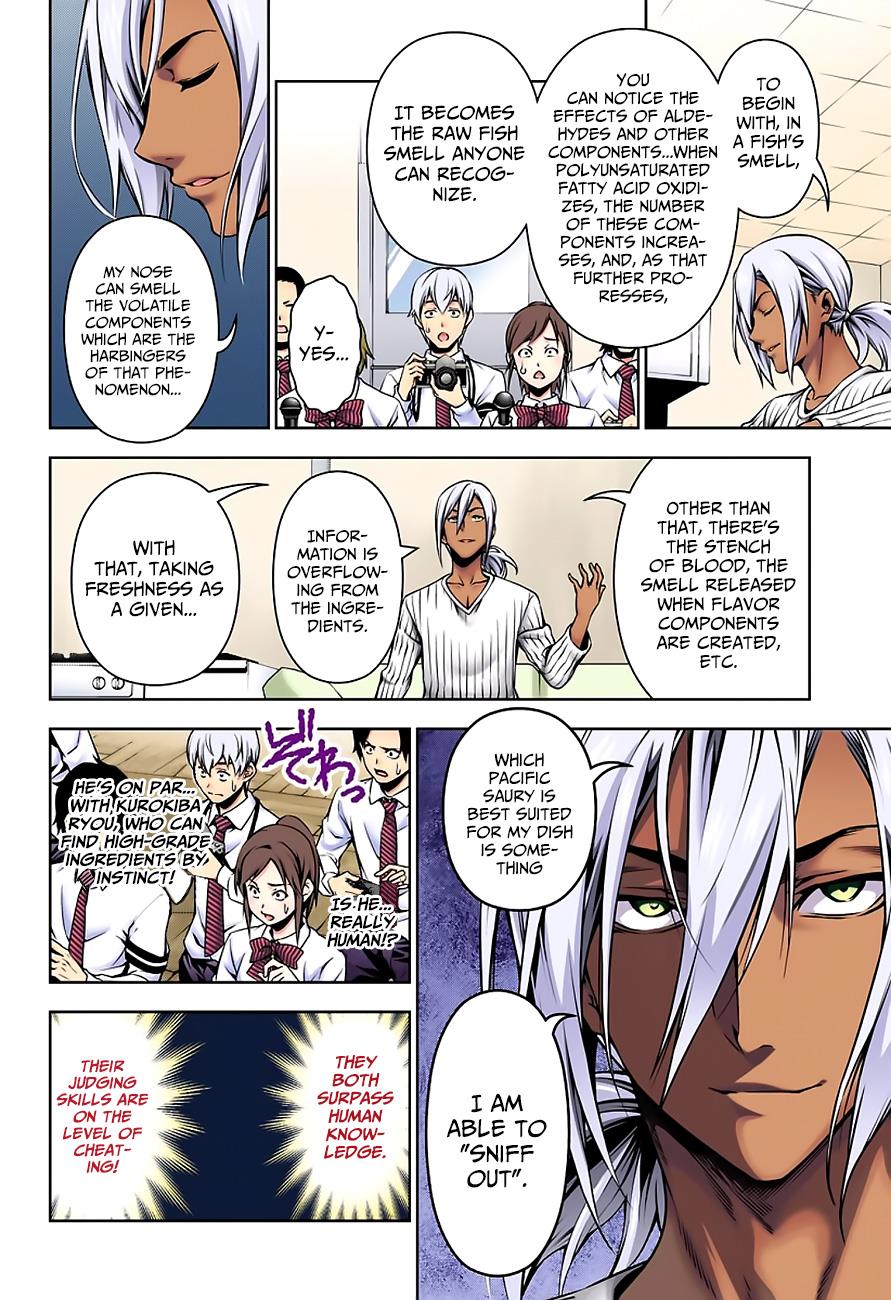 TO
BEGIN
WITH, IN
A FISH'S
SMELL,
YOU
CAN NOTICE THE
EFFECTS OF ALDE-
HYDES AND OTHER
COMPONENTS...WHEN
POLYUNSATURATED
FATTY ACID OXIDI-
ZES, THE NUMBER
OF THESE COM-
PONENTS INCREA-
SES, AND, AS THAT
FURTHER PRO-
RESSES,
IT BECOMES
THE RAW FISH
SMELL ANYONE
CAN RECOG-
NIZE.
Y-
YES...
MY NOSE
CAN SMELL
THE VOLATILE
COMPONENTS
WHICH ARE THE
HARBINGERS
OF THAT PHE-
NOMENON...
OTHER THAN
THAT, THERE'S
THE STENCH
OF BLOOD, THE
SMELL RELEASED
WHEN FLAVOR
COMPONENTS
ARE CREATED,
ETC.
INFOR-
MATION IS
OVERFLOW-
ING FROM
THE INGRE-
DIENTS.
WITH
THAT, TAKING
FRESHNESS AS
A GIVEN...
WHICH
PACIFIC
SAURY IS
BEST SUITED
FOR MY DISH
IS SOME-
THING
I AM
ABLE TO
"SNIFF
OUT".
ぞわっ
IS HE...
REALLY
HUMAN!?
HE'S ON PAR...
WITH KUROKIBA
RYOU, WHO CAN
FIND HIGH-GRADE
INGREDIENTS BY
INSTINCT!
THEY
BOTH
SURPASS
HUMAN
KNOW-
LEDGE.
THEIR
JUDGING
SKILLS ARE
ON THE
LEVEL OF
CHEAT-
ING!